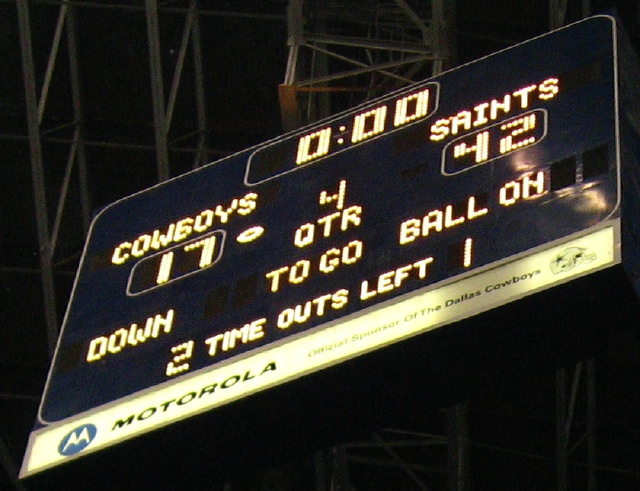 0:00
COWBOYS 4 SAINTS
17 QTR 42
DOWN TO GO BALL ON
2 TIME OUTS LEFT 1
MOTOROLA Official Sponsor Of The Dallas Cowboys